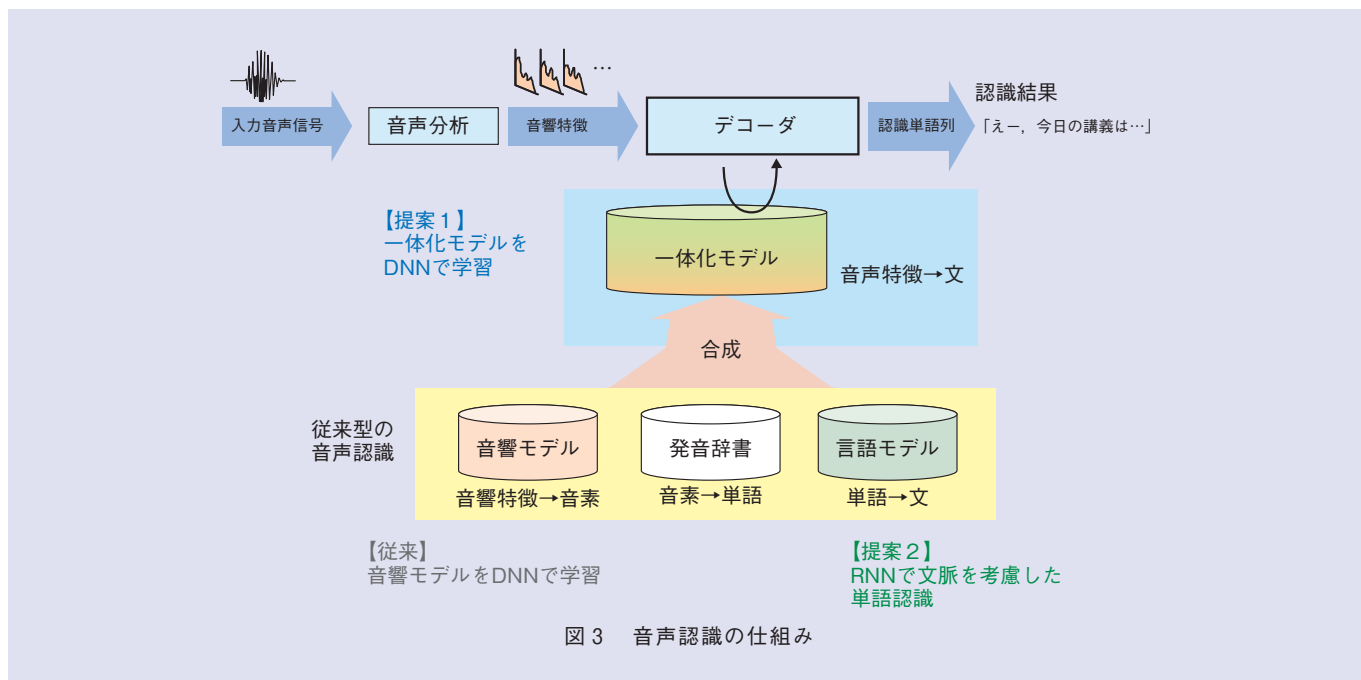 入力音声信号
音声分析
音響特徴
…
デコーダ
認識単語列
認識結果
「えー，今日の講義は…」
【提案１】
一体化モデルを
DNNで学習
一体化モデル
音声特徴→文
合成
従来型の
音声認識
音響モデル
発音辞書
言語モデル
音響特徴→音素
音素→単語
単語→文
【従来】
音響モデルをDNNで学習
【提案２】
RNNで文脈を考慮した
単語認識
図３　音声認識の仕組み